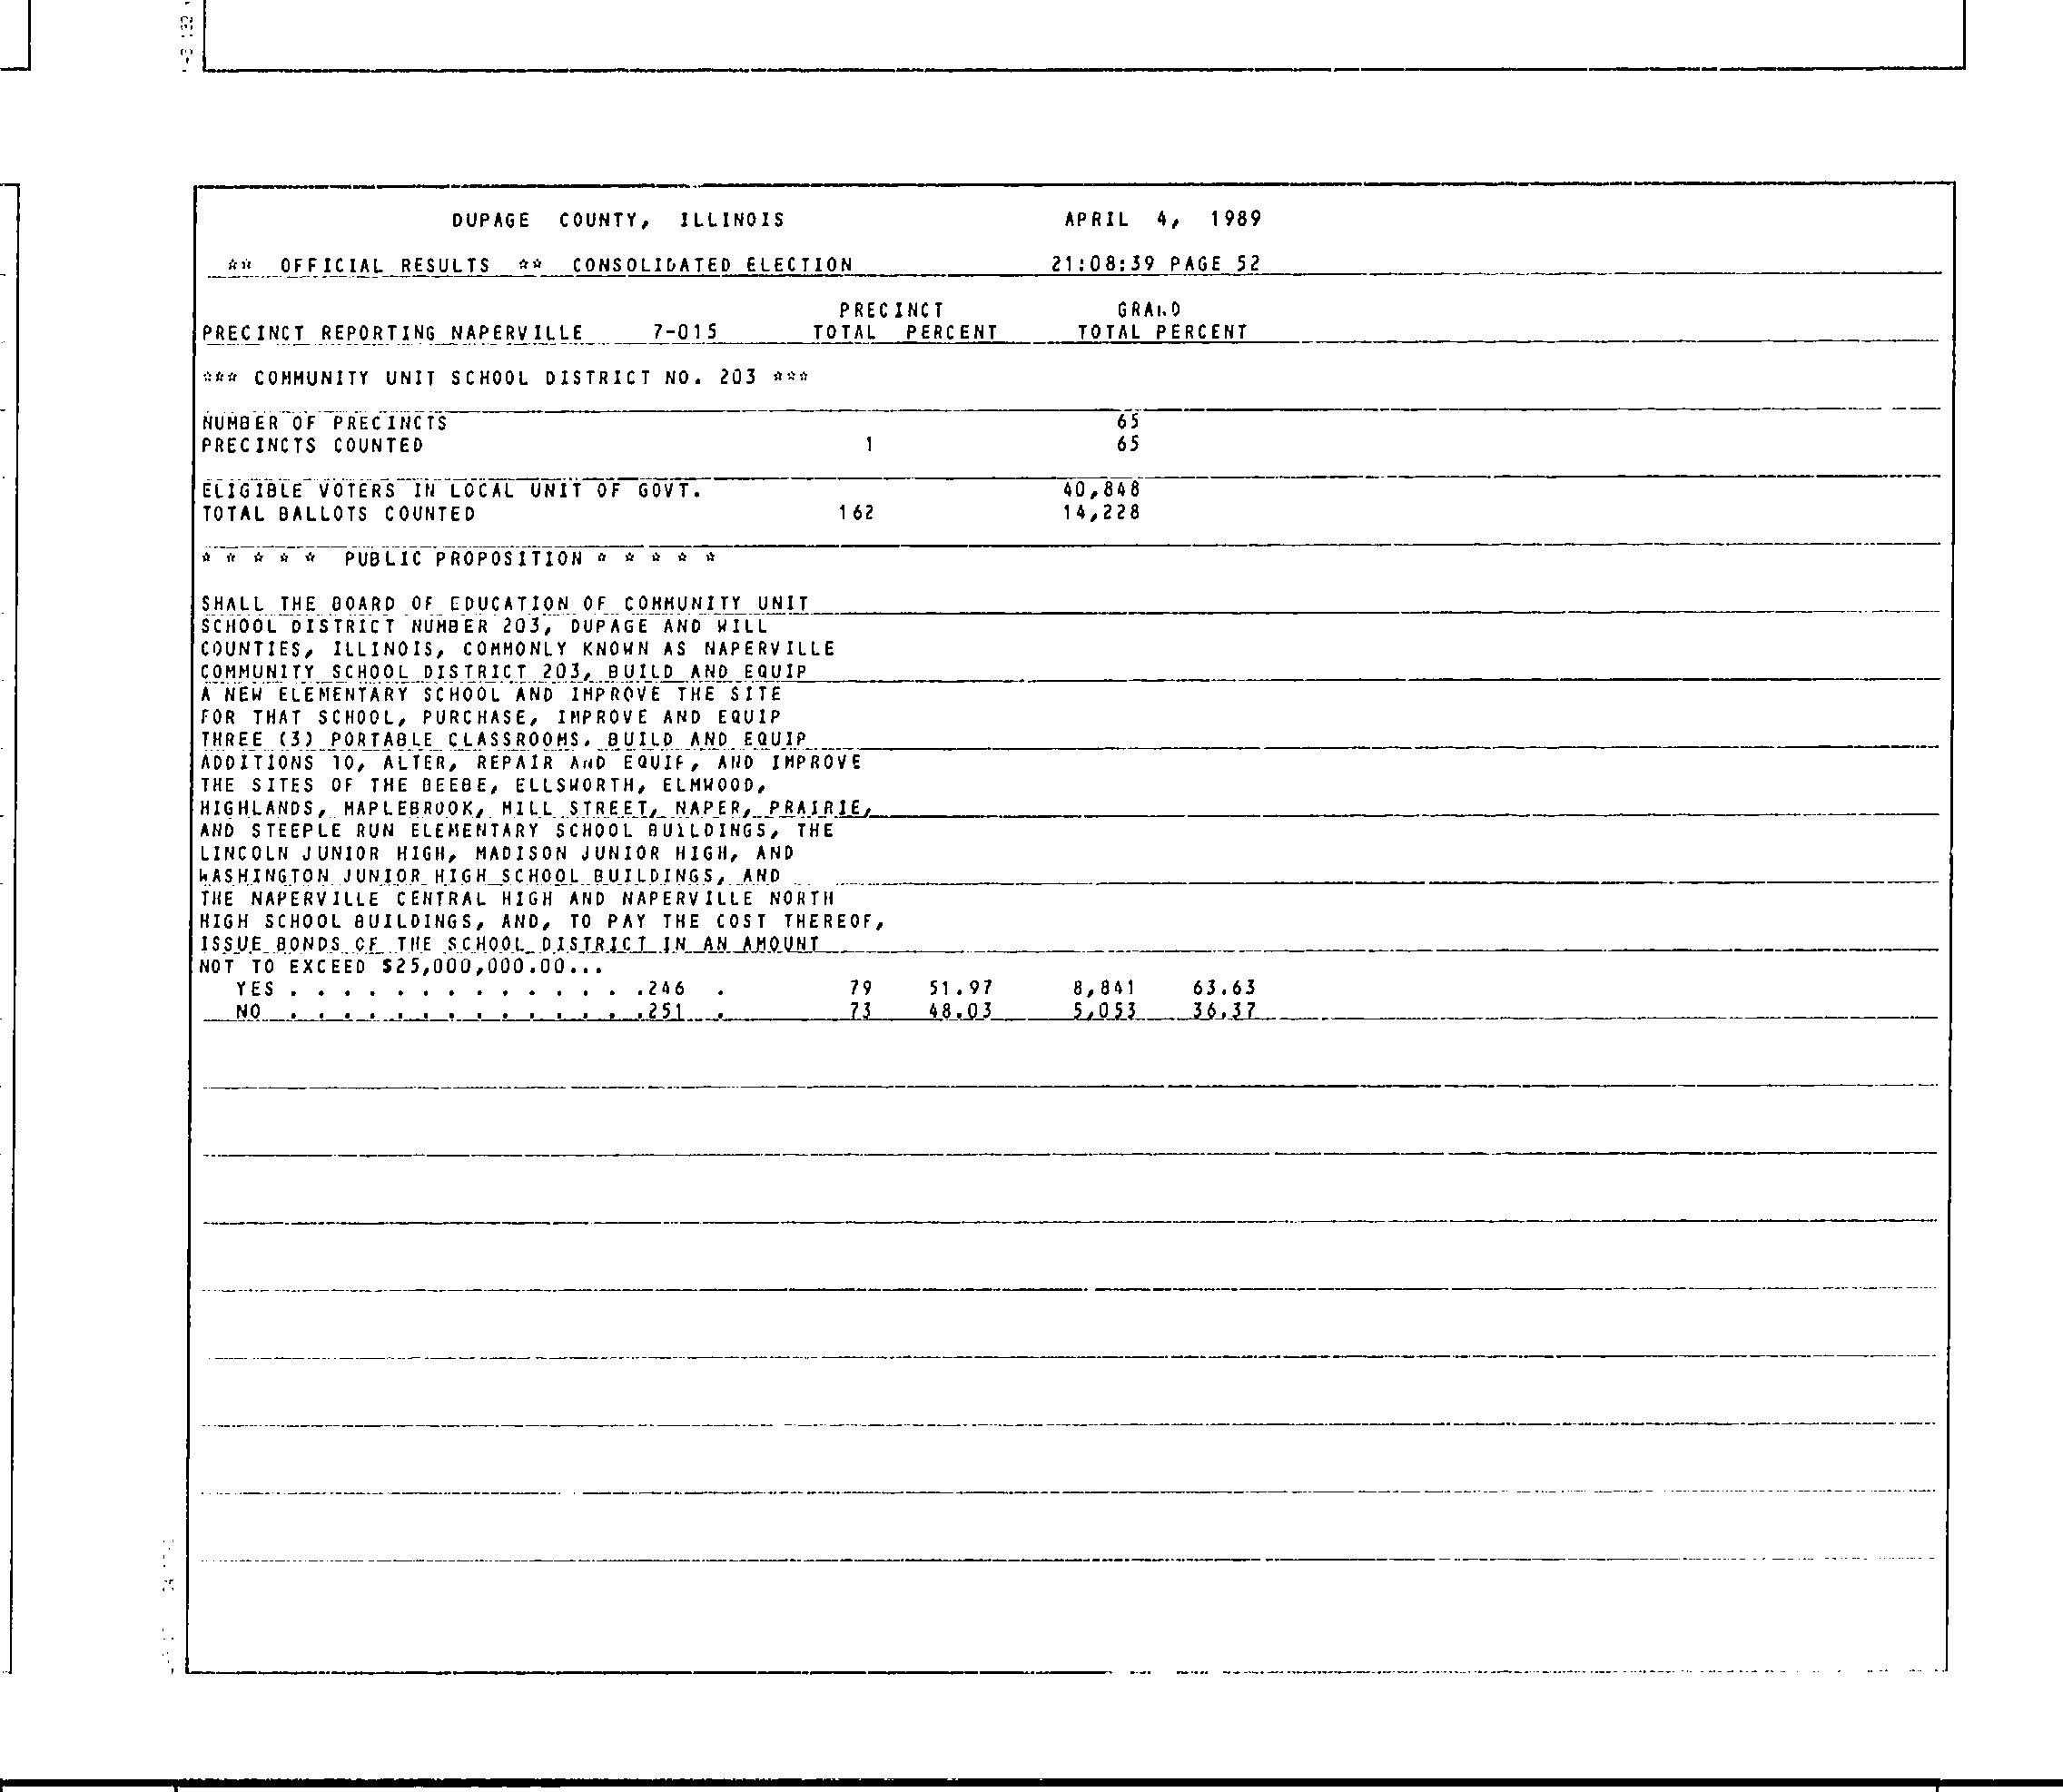 DUPAGE COUNTY, ILLINOIS APRIL 4, 1989
** OFFICIAL RESULTS ** CONSOLIDATED ELECTION 21:08:39 PAGE 52
PRECINCT GRAND
PRECINCT REPORTING NAPERVILLE 7-015 TOTAL PERCENT TOTAL PERCENT
*** COMMUNITY UNIT SCHOOL DISTRICT NO. 203 ***
NUMBER OF PRECINCTS 65
PRECINCTS COUNTED 1 65
ELIGIBLE VOTERS IN LOCAL UNIT OF GOVT. 40,848
TOTAL BALLOTS COUNTED 162 14,228
* * * * * PUBLIC PROPOSITION * * * * *
SHALL THE BOARD OF EDUCATION OF COMMUNITY UNIT
SCHOOL DISTRICT NUMBER 203, DUPAGE AND WILL
COUNTIES, ILLINOIS, COMMONLY KNOWN AS NAPERVILLE
COMMUNITY SCHOOL DISTRICT 203, BUILD AND EQUIP
A NEW ELEMENTARY SCHOOL AND IMPROVE THE SITE
FOR THAT SCHOOL, PURCHASE, IMPROVE AND EQUIP
THREE (3) PORTABLE CLASSROOMS. BUILD AND EQUIP
ADDITIONS TO, ALTER, REPAIR AND EQUIP, AND IMPROVE
THE SITES OF THE BEEBE, ELLSWORTH, ELMWOOD,
HIGHLANDS, MAPLEBROOK, MILL STREET, NAPER, PRAIRIE,
AND STEEPLE RUN ELEMENTARY SCHOOL BUILDINGS, THE
LINCOLN JUNIOR HIGH, MADISON JUNIOR HIGH, AND
WASHINGTON JUNIOR HIGH SCHOOL BUILDINGS, AND
THE NAPERVILLE CENTRAL HIGH AND NAPERVILLE NORTH
HIGH SCHOOL BUILDINGS, AND, TO PAY THE COST THEREOF,
ISSUE BONDS OF THE SCHOOL DISTRICT IN AN AMOUNT
NOT TO EXCEED $25,000,000.00...
YES . . . . . . . . . . . . . .246 . 79 51.97 8,841 63.63
NO . . . . . . . . . . . . . .251 . 73 48.03 5,053 36.37